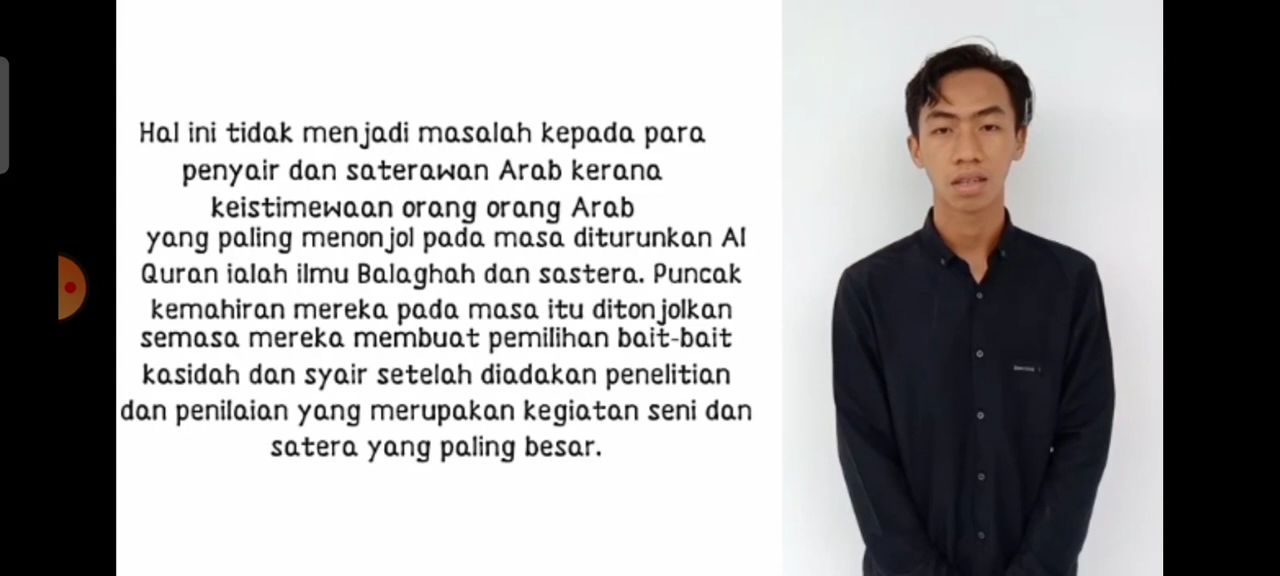 Hal ini tidak menjadi masalah kepada para
penyair dan saterawan Arab kerana
keistimewaan orang orang Arab
yang paling menonjol pada masa diturunkan Al
Quran ialah ilmu Balaghah dan sastera. Puncak
kemahiran mereka pada masa itu ditonjolkan
semasa mereka membuat pemilihan bait-bait
kasidah dan syair setelah diadakan penelitian
dan penilaian yang merupakan kegiatan seni dan
satera yang paling besar.